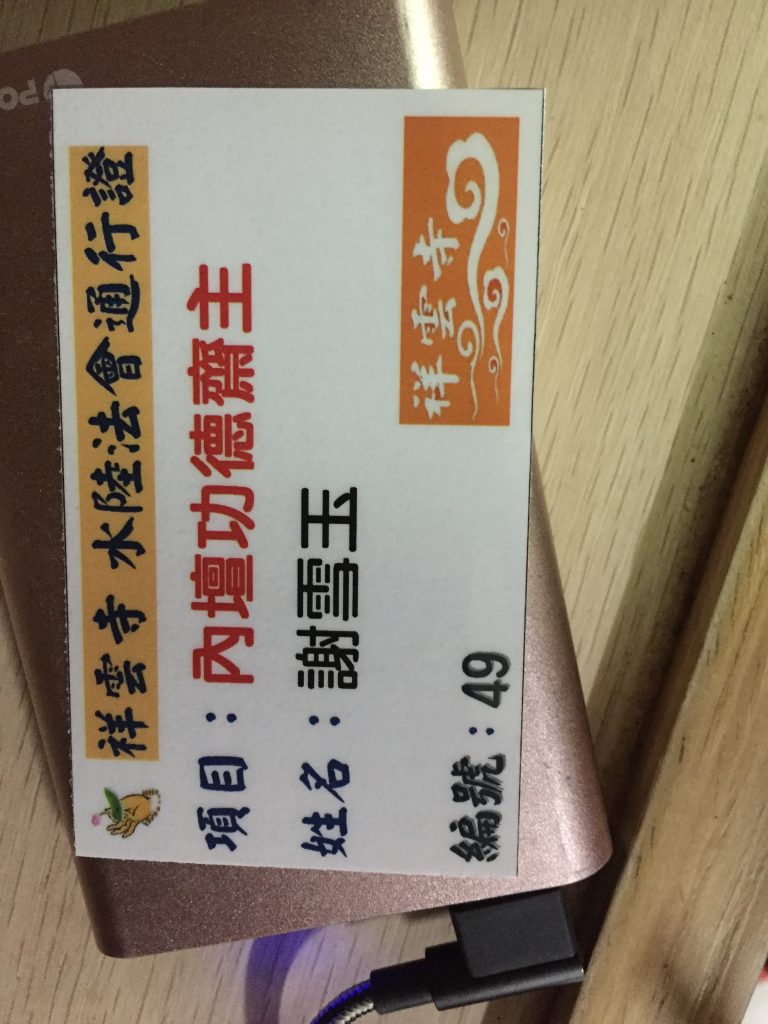 祥雲寺 水陸法會通行證
項目：內壇功德齋主
姓名：謝雪玉
編號：49
祥雲寺